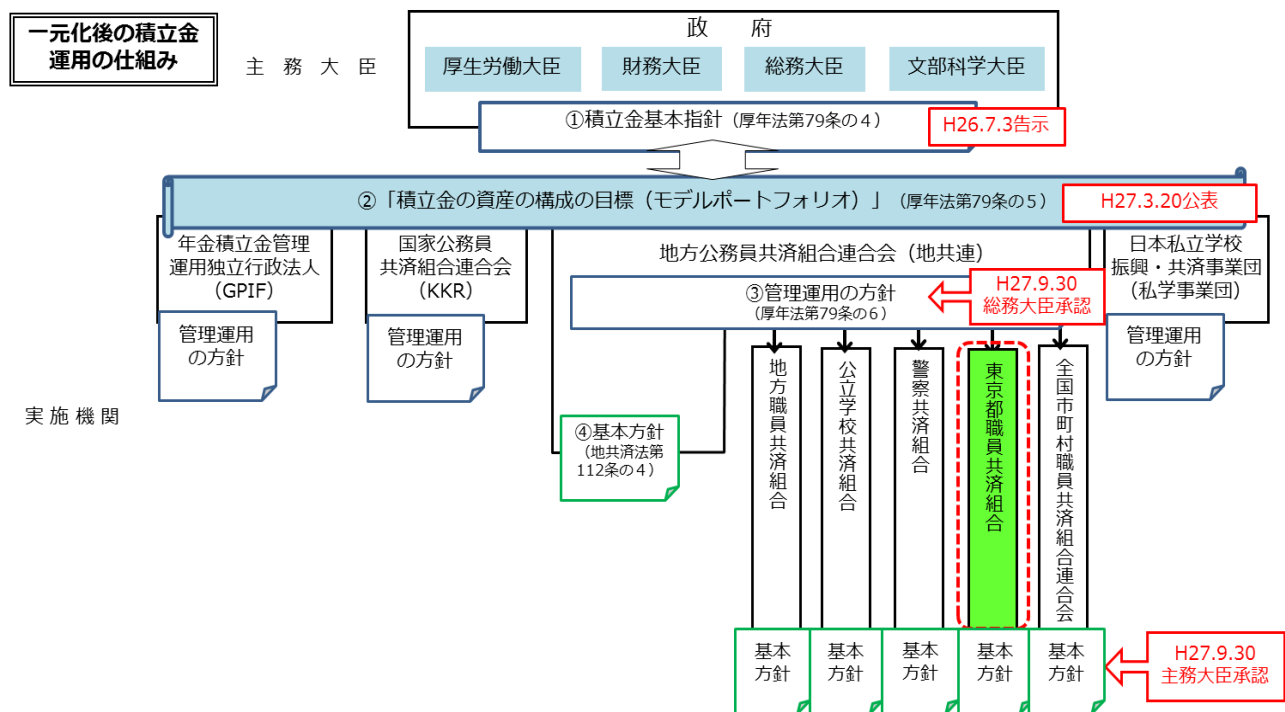 一元化後の積立金
運用の仕組み
政　府
主 務 大 臣
厚生労働大臣
財務大臣
総務大臣
文部科学大臣
①積立金基本指針（厚年法第79条の４）
H26.7.3告示
②「積立金の資産の構成の目標（モデルポートフォリオ）」（厚年法第79条の５）
H27.3.20公表
年金積立金管理
運用独立行政法人
（GPIF）
管理運用
の方針
国家公務員
共済組合連合会
（KKR）
管理運用
の方針
地方公務員共済組合連合会（地共連）
③管理運用の方針
（厚年法第79条の６）
H27.9.30
総務大臣承認
日本私立学校
振興・共済事業団
（私学事業団）
管理運用
の方針
実 施 機 関
④基本方針
（地共済法第
112条の４）
地方職員共済組合
公立学校共済組合
警察共済組合
東京都職員共済組合
全国市町村職員共済組合連合会
基本
方針
基本
方針
基本
方針
基本
方針
基本
方針
H27.9.30
主務大臣承認